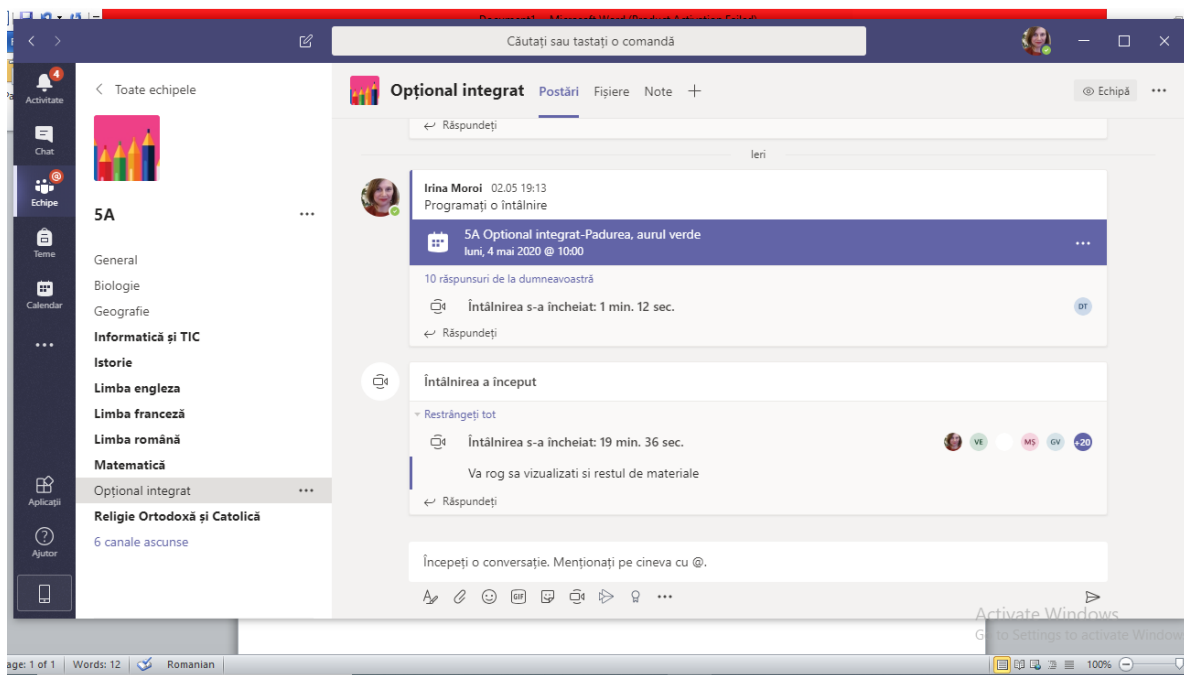 Document1 - Microsoft Word (Product Activation Failed)
Căutați sau tastați o comandă
4
Activitate
Chat
Echipe
Teme
Calendar
Aplicații
Ajutor
Toate echipele
5A
General
Biologie
Geografie
Informatică și TIC
Istorie
Limba engleza
Limba franceză
Limba română
Matematică
Opțional integrat
Religie Ortodoxă și Catolică
6 canale ascunse
Opțional integrat Postări Fișiere Note
Echipă
Răspundeți
Ieri
Irina Moroi 02.05 19:13
Programați o întâlnire
5A Optional integrat-Padurea, aurul verde
luni, 4 mai 2020 @ 10:00
10 răspunsuri de la dumneavoastră
Întâlnirea s-a încheiat: 1 min. 12 sec.
DT
Răspundeți
Întâlnirea a început
Restrângeți tot
Întâlnirea s-a încheiat: 19 min. 36 sec.
VE MS GV +20
Va rog sa vizualizati si restul de materiale
Răspundeți
Începeți o conversație. Menționați pe cineva cu @.
GIF
Activate Windows
Go to Settings to activate Windows
age: 1 of 1 Words: 12 Romanian 100%